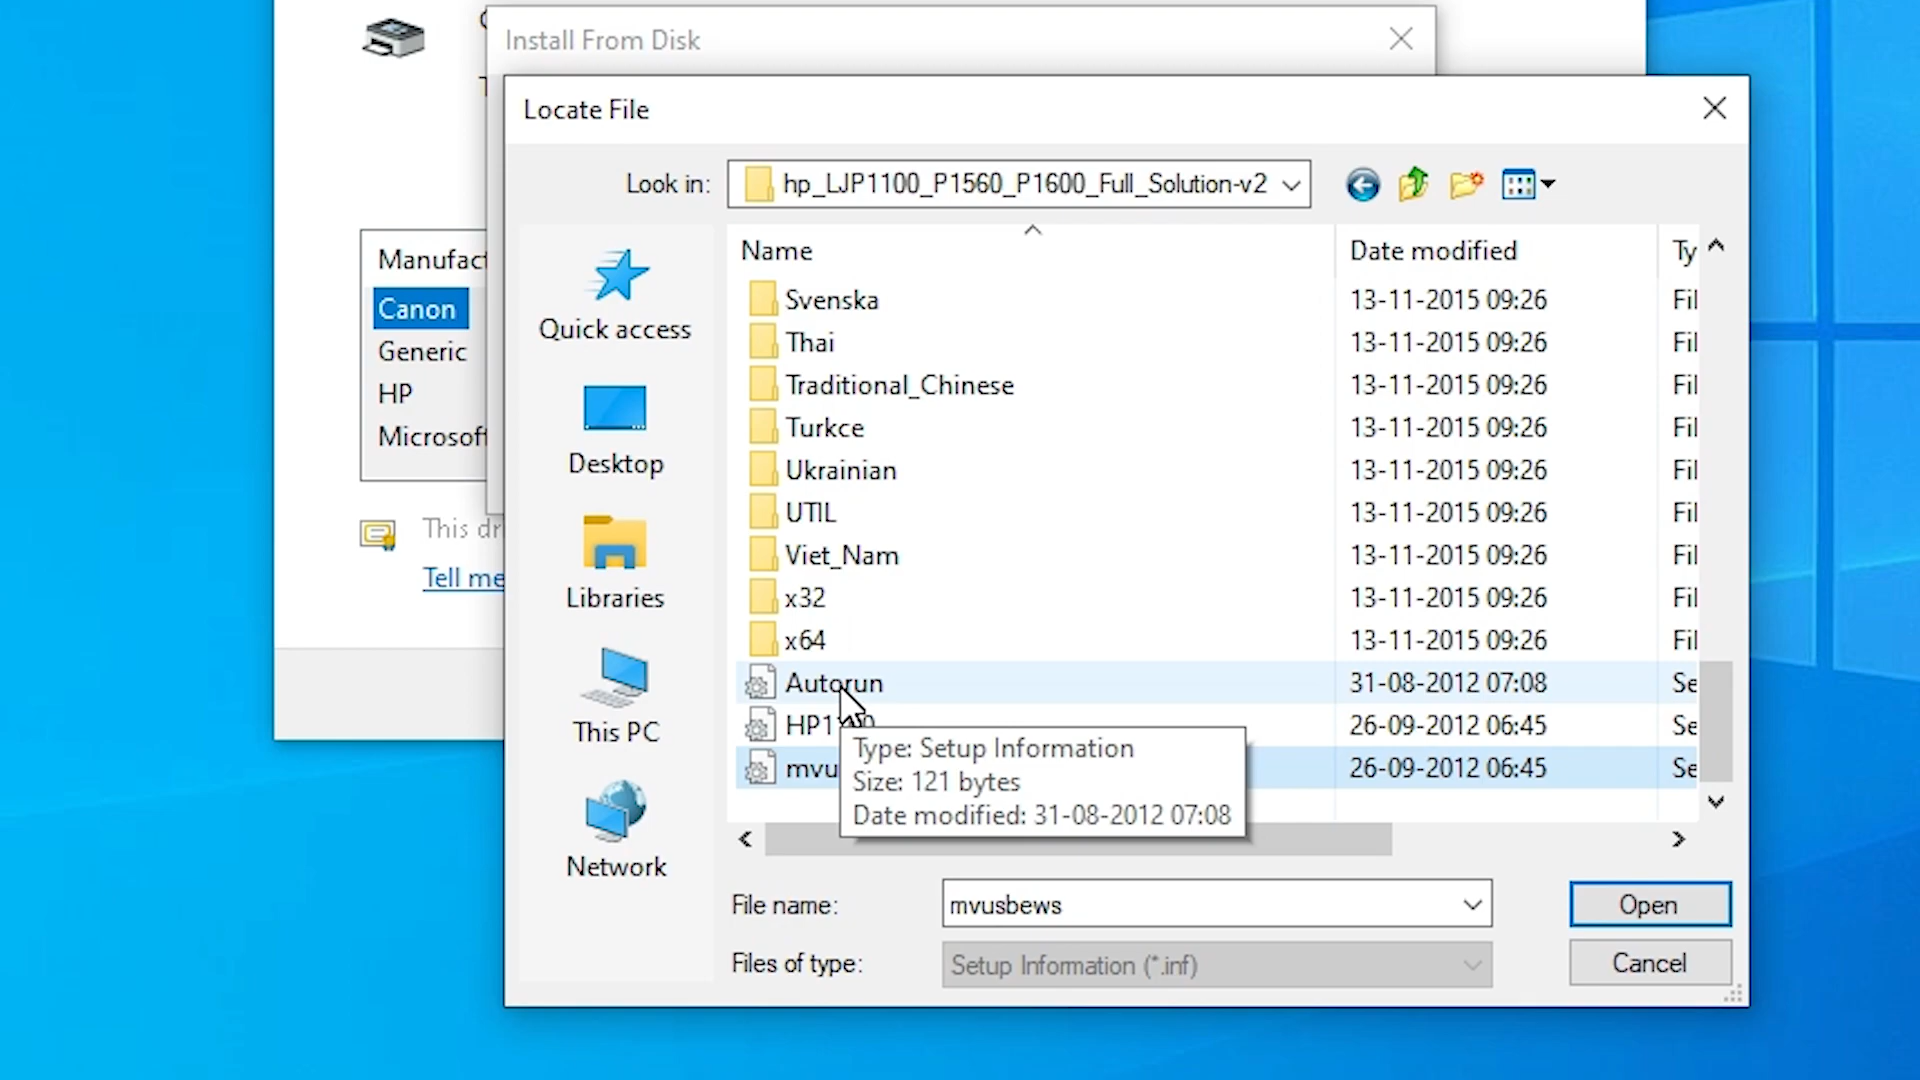 Install From Disk
Locate File
Look in:
hp_LJP1100_P1560_P1600_Full_Solution-v2
Name
Date modified
Ty
Svenska
13-11-2015 09:26
Fil
Thai
13-11-2015 09:26
Fil
Traditional_Chinese
13-11-2015 09:26
Fil
Turkce
13-11-2015 09:26
Fil
Ukrainian
13-11-2015 09:26
Fil
UTIL
13-11-2015 09:26
Fil
Viet_Nam
13-11-2015 09:26
Fil
x32
13-11-2015 09:26
Fil
x64
13-11-2015 09:26
Fil
Autorun
31-08-2012 07:08
Se
26-09-2012 06:45
Se
mvu
26-09-2012 06:45
Se
Type: Setup Information
Size: 121 bytes
Date modified: 31-08-2012 07:08
Quick access
Desktop
Libraries
This PC
Network
File name:
mvusbews
Open
Files of type:
Setup Information (*.inf)
Cancel
Manufact
Canon
Generic
HP
Microsoft
This dr
Tell me